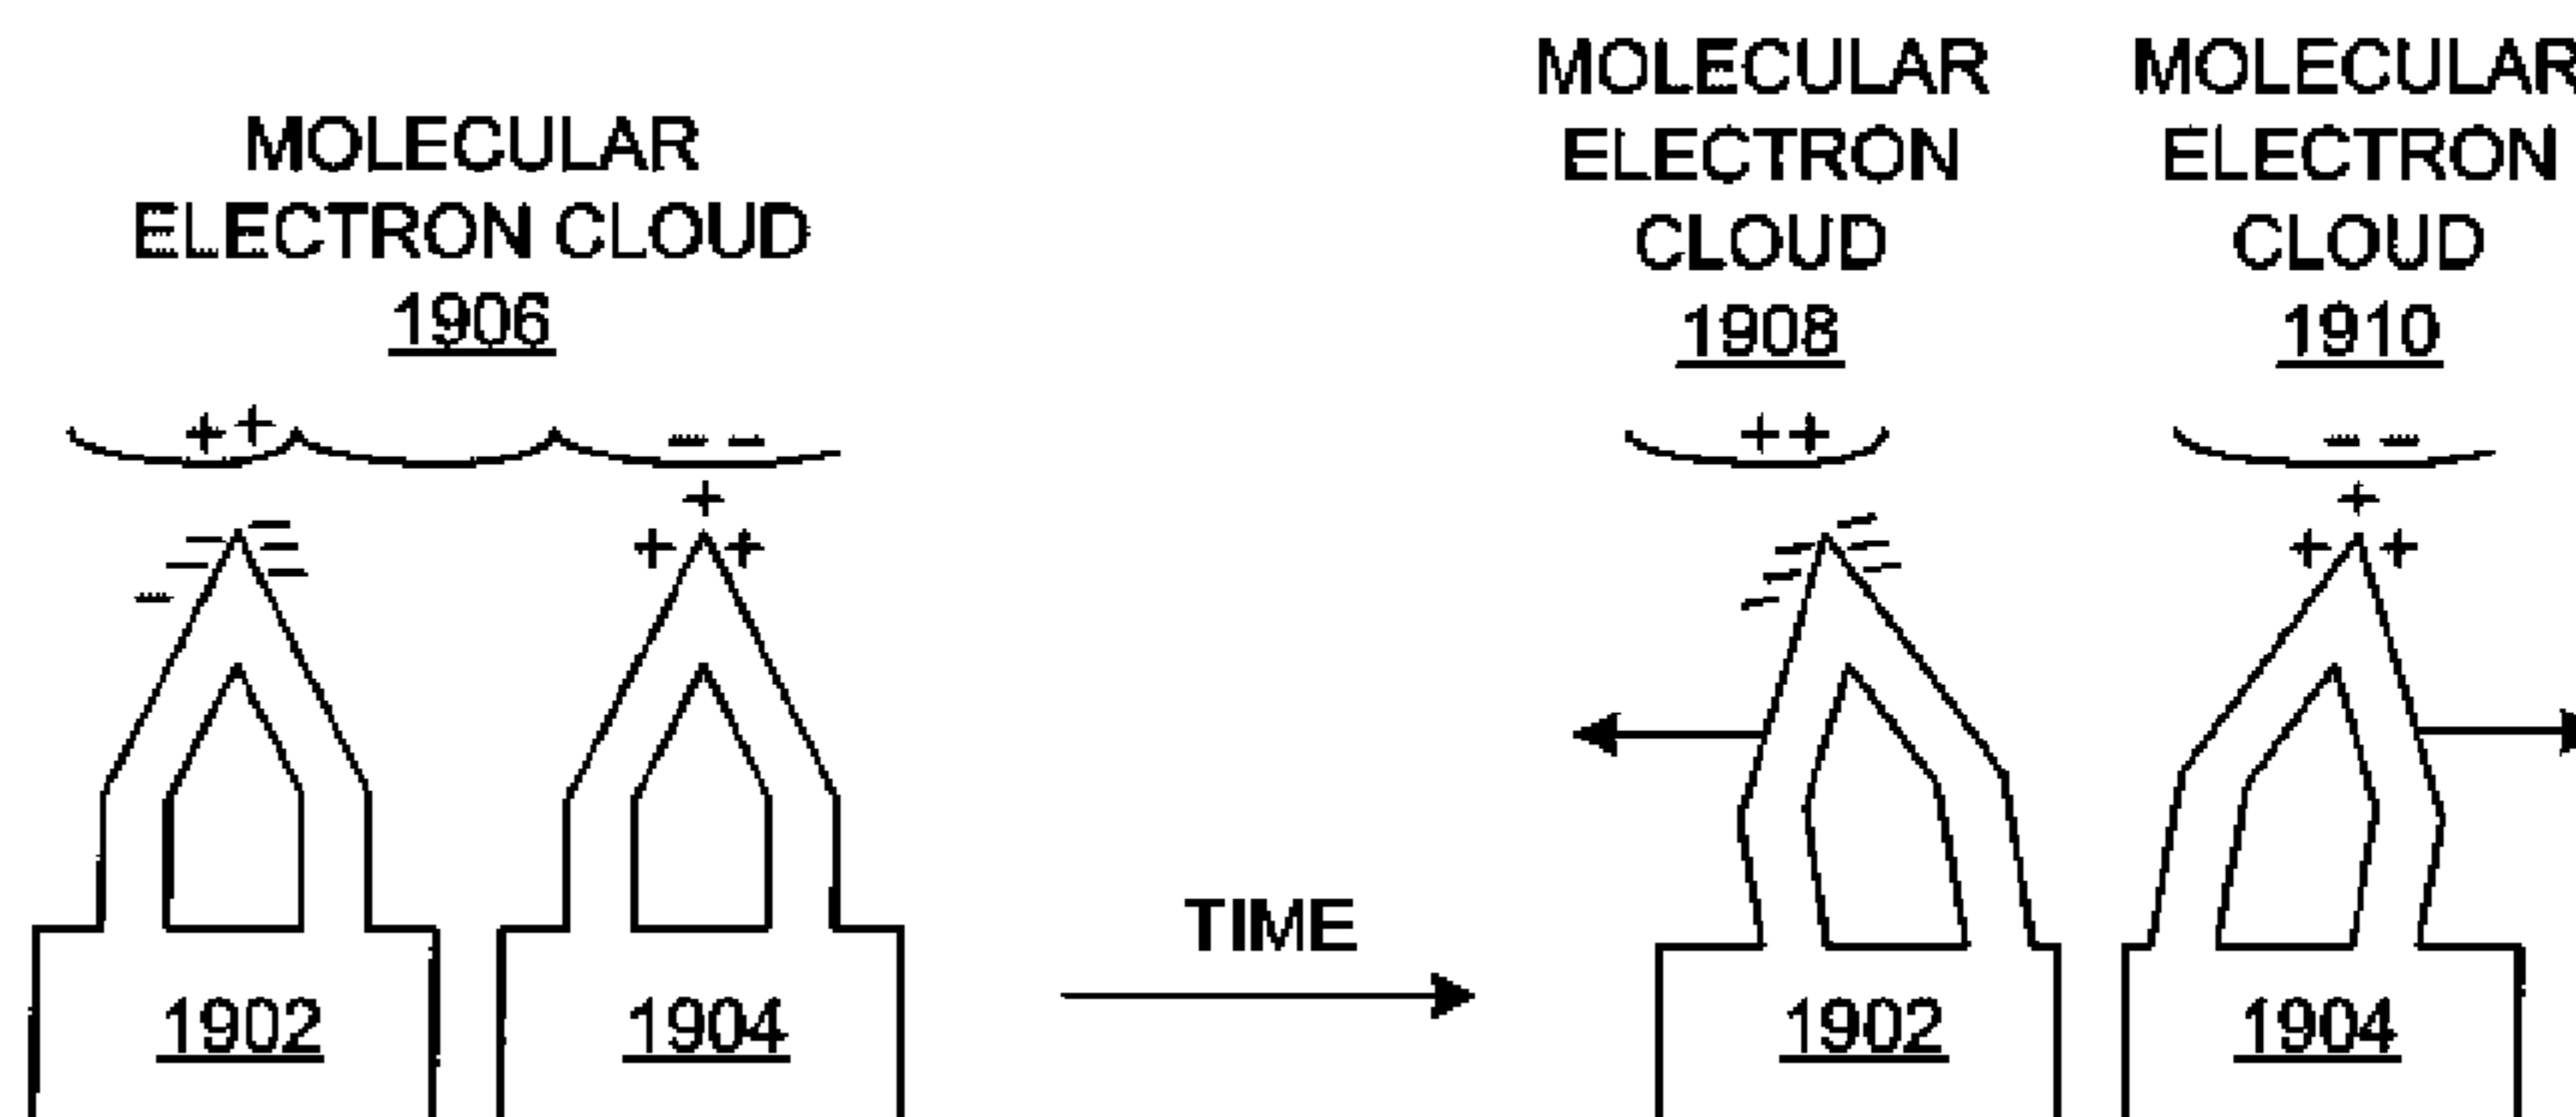 MOLECULAR
ELECTRON CLOUD
1906
MOLECULAR
ELECTRON
CLOUD
1908
MOLECULAR
ELECTRON
CLOUD
1910
++
--
+
+ +
++
--
+
+ +
TIME
1902
1904
1902
1904